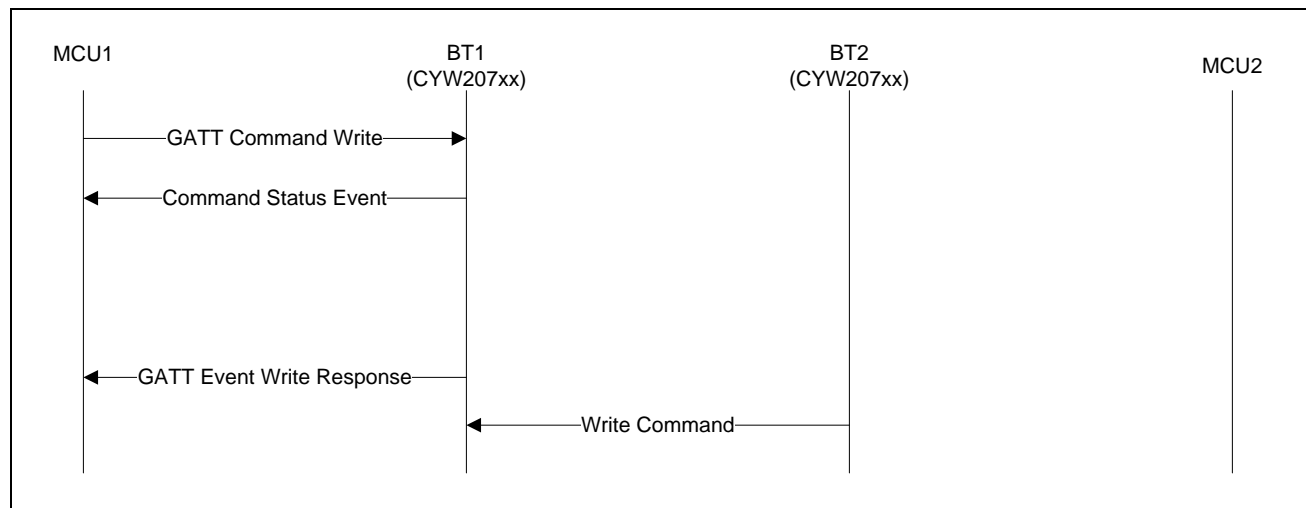 MCU1
BT1
(CYW207xx)
BT2
(CYW207xx)
MCU2
GATT Command Write
Command Status Event
GATT Event Write Response
Write Command